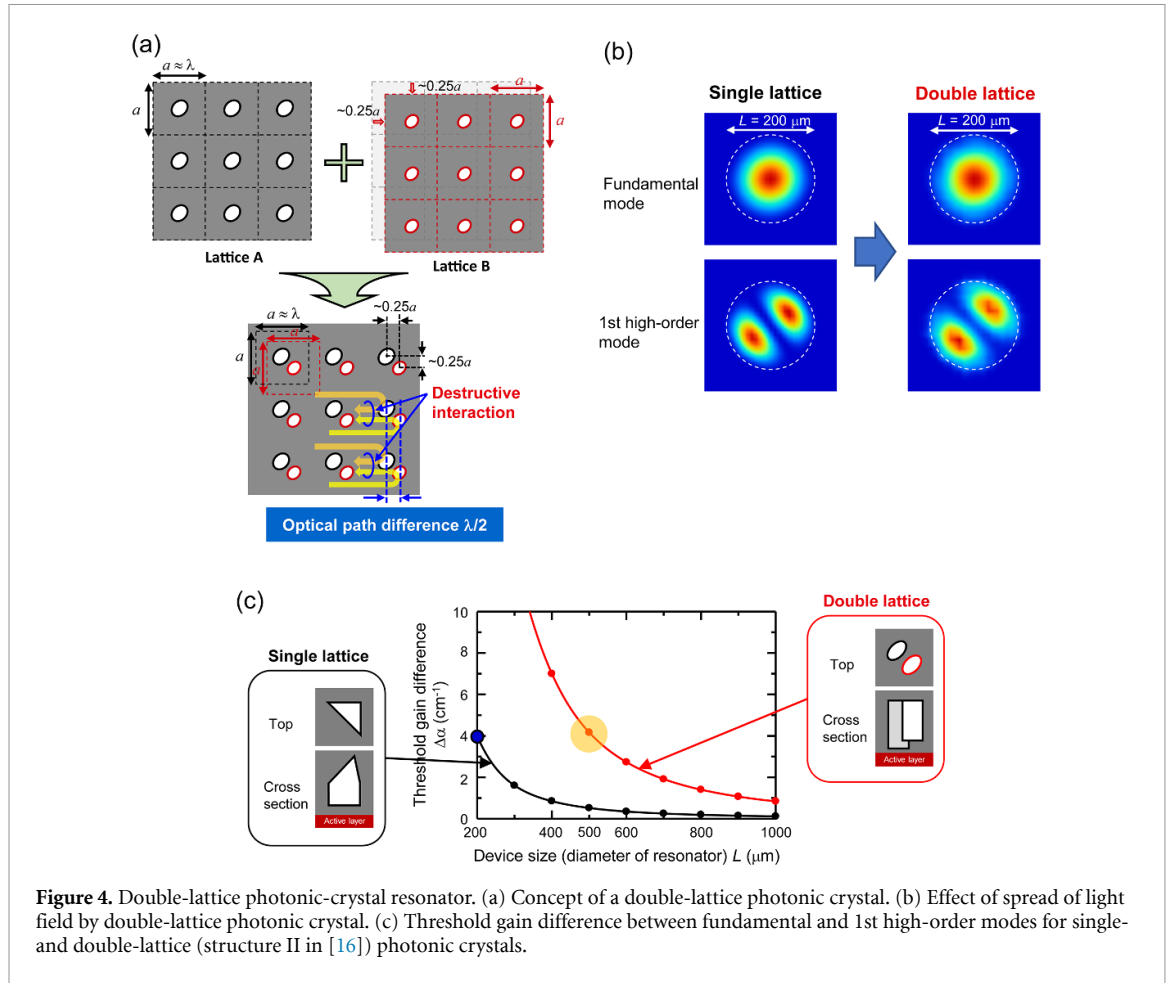 (a)
a ≈ λ
a
Lattice A
~0.25a
~0.25a
a
a
Lattice B
a ≈ λ
a
a
a
~0.25a
~0.25a
Destructive
interaction
Optical path difference λ/2
(b)
Single lattice
Double lattice
L = 200 μm
L = 200 μm
Fundamental
mode
1st high-order
mode
(c)
Single lattice
Top
Cross
section
Active layer
Threshold gain difference
Δα (cm⁻¹)
10
8
6
4
2
0
200
400
500
600
800
1000
Device size (diameter of resonator) L (μm)
Double lattice
Top
Cross
section
Active layer
Figure 4. Double-lattice photonic-crystal resonator. (a) Concept of a double-lattice photonic crystal. (b) Effect of spread of light
field by double-lattice photonic crystal. (c) Threshold gain difference between fundamental and 1st high-order modes for single-
and double-lattice (structure II in [16]) photonic crystals.